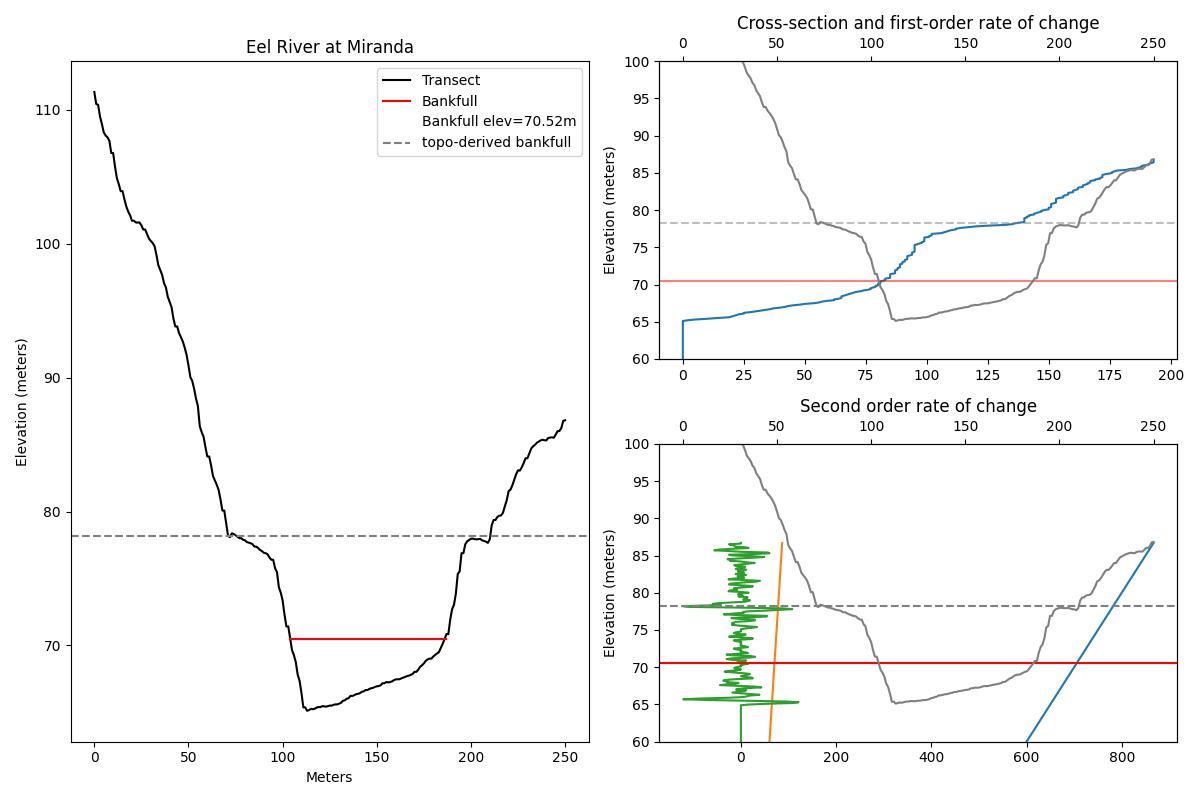 Eel River at Miranda
Transect
Bankfull
Bankfull elev=70.52m
topo-derived bankfull
110
100
90
80
70
Elevation (meters)
0 50 100 150 200 250
Meters
Cross-section and first-order rate of change
0 50 100 150 200 250
100
95
90
85
80
75
70
65
60
Elevation (meters)
0 25 50 75 100 125 150 175 200
Second order rate of change
0 50 100 150 200 250
100
95
90
85
80
75
70
65
60
Elevation (meters)
0 200 400 600 800